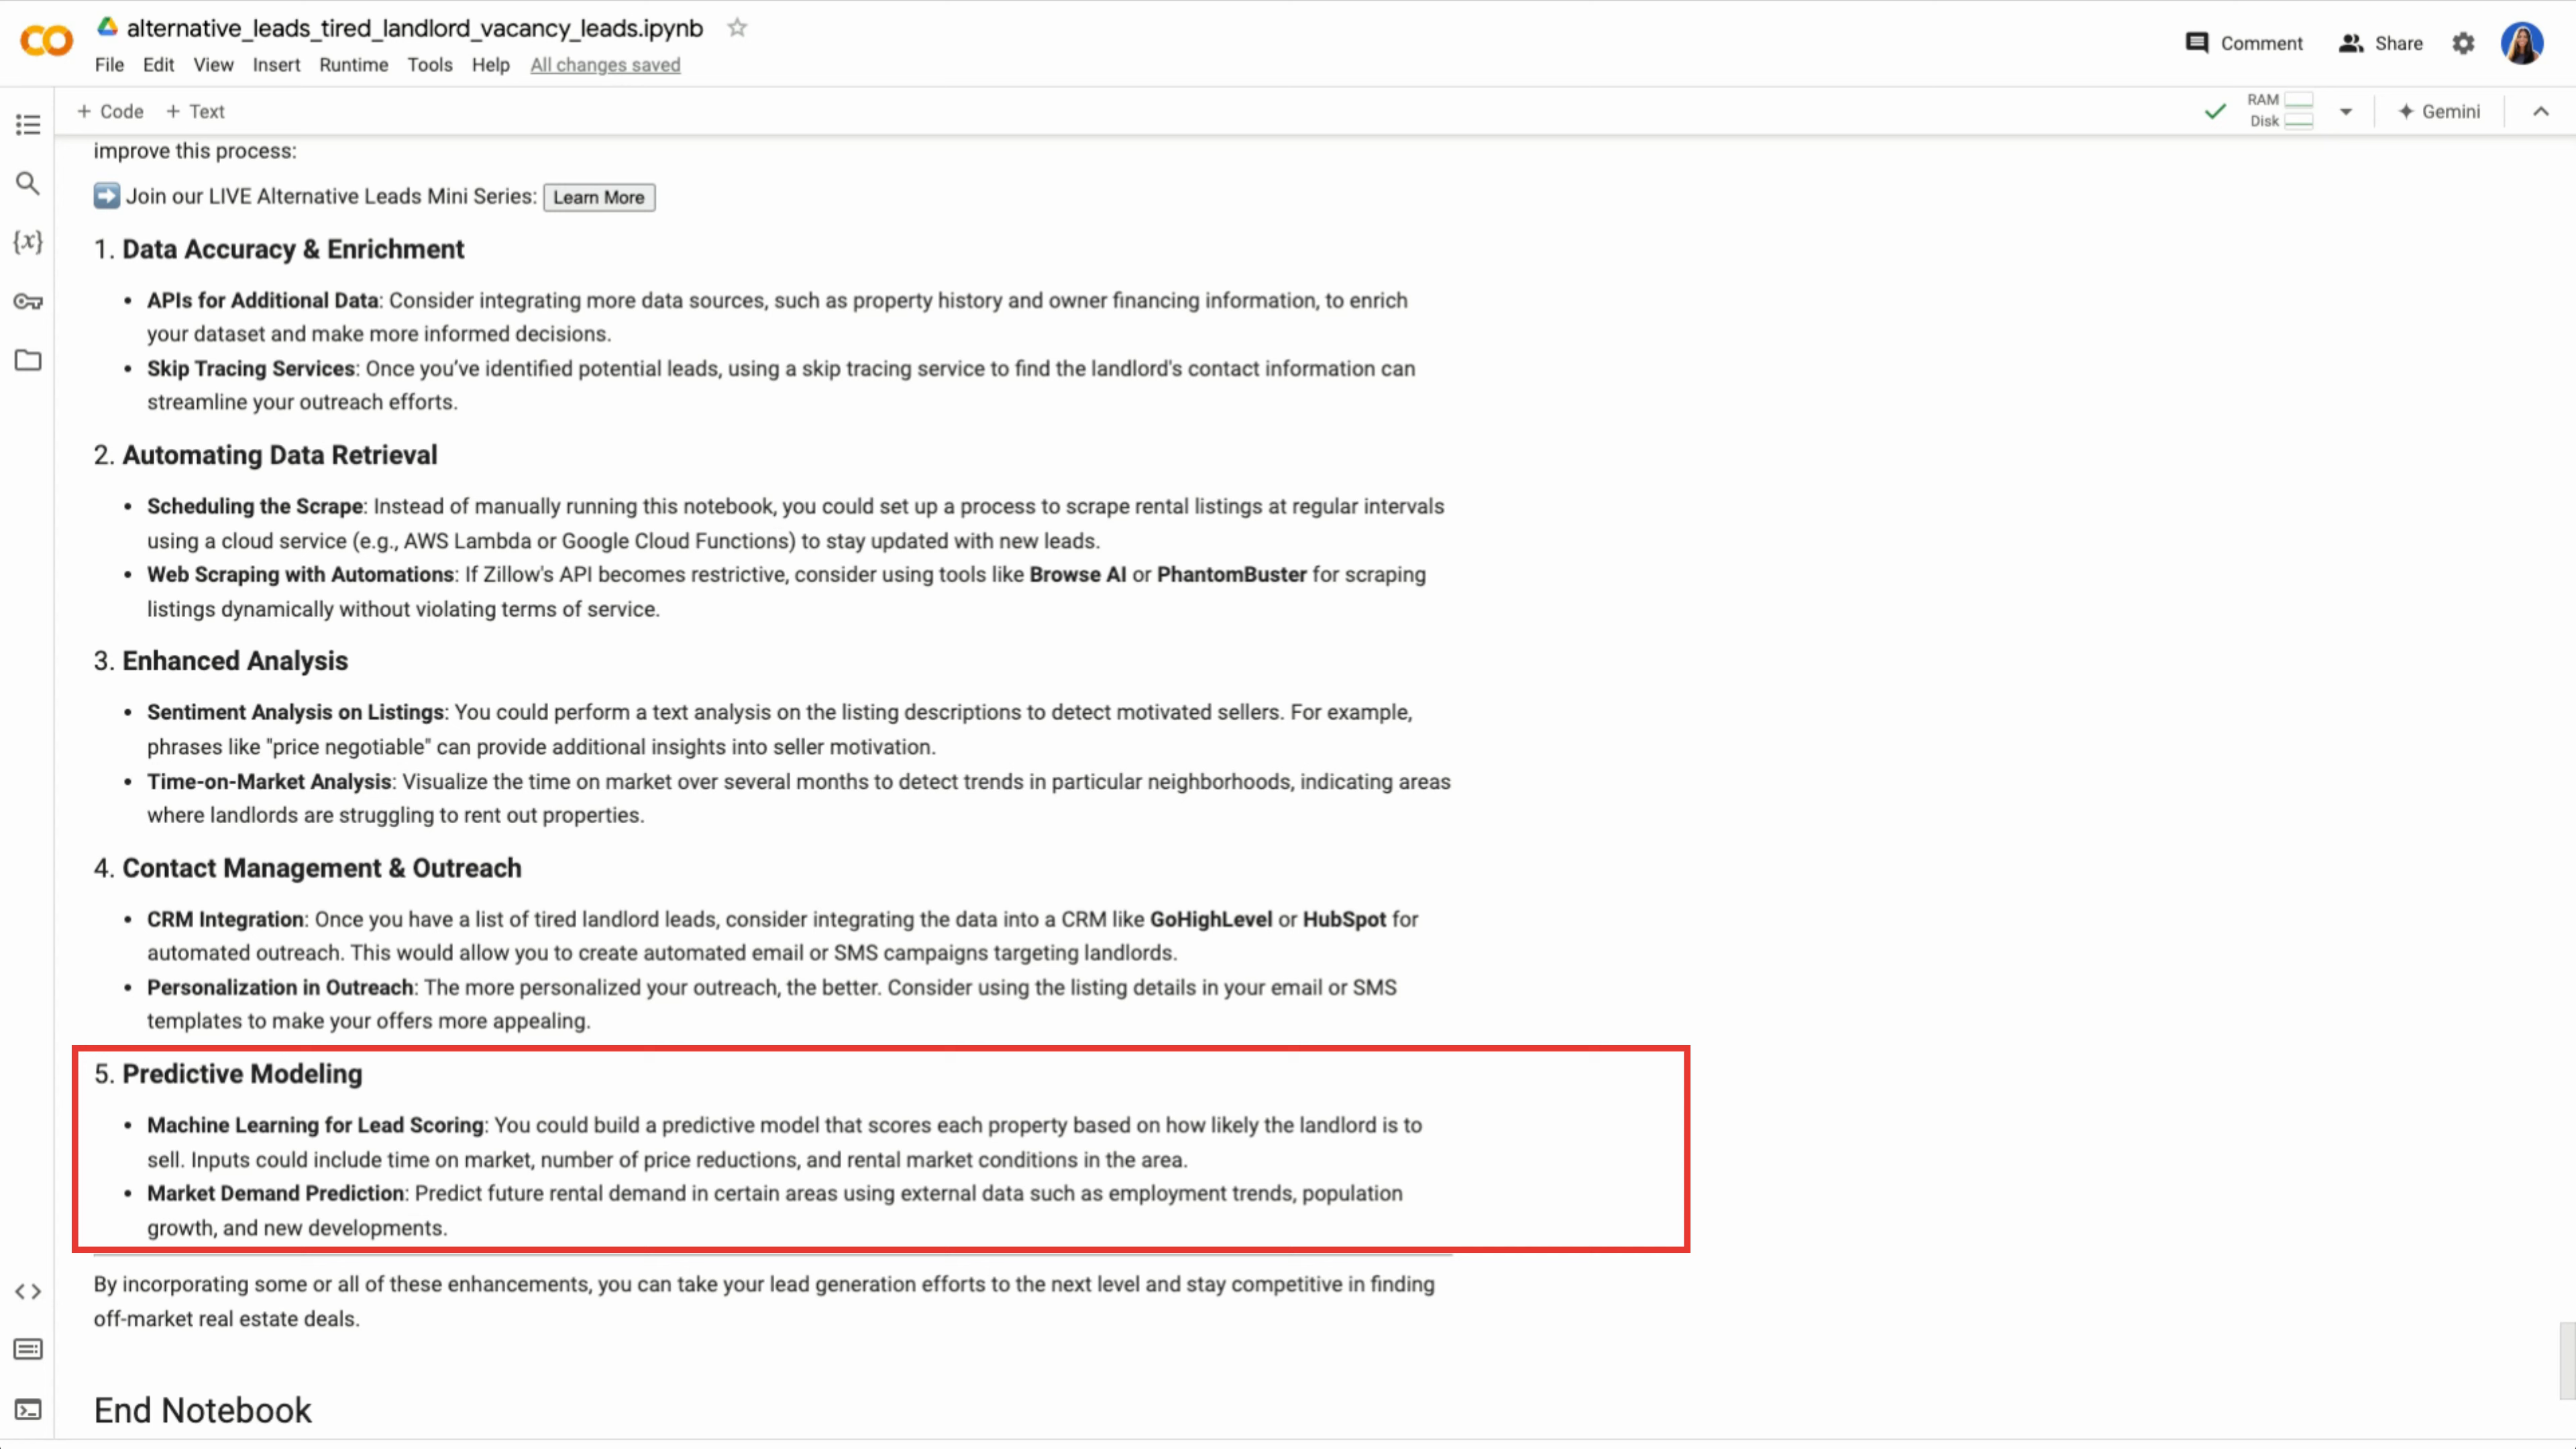 alternative_leads_tired_landlord_vacancy_leads.ipynb
File Edit View Insert Runtime Tools Help All changes saved
Comment Share
+ Code + Text
RAM
Disk
Gemini
improve this process:
Join our LIVE Alternative Leads Mini Series: Learn More
1. Data Accuracy & Enrichment
• APIs for Additional Data: Consider integrating more data sources, such as property history and owner financing information, to enrich
your dataset and make more informed decisions.
• Skip Tracing Services: Once you've identified potential leads, using a skip tracing service to find the landlord's contact information can
streamline your outreach efforts.
2. Automating Data Retrieval
• Scheduling the Scrape: Instead of manually running this notebook, you could set up a process to scrape rental listings at regular intervals
using a cloud service (e.g., AWS Lambda or Google Cloud Functions) to stay updated with new leads.
• Web Scraping with Automations: If Zillow's API becomes restrictive, consider using tools like Browse AI or PhantomBuster for scraping
listings dynamically without violating terms of service.
3. Enhanced Analysis
• Sentiment Analysis on Listings: You could perform a text analysis on the listing descriptions to detect motivated sellers. For example,
phrases like "price negotiable" can provide additional insights into seller motivation.
• Time-on-Market Analysis: Visualize the time on market over several months to detect trends in particular neighborhoods, indicating areas
where landlords are struggling to rent out properties.
4. Contact Management & Outreach
• CRM Integration: Once you have a list of tired landlord leads, consider integrating the data into a CRM like GoHighLevel or HubSpot for
automated outreach. This would allow you to create automated email or SMS campaigns targeting landlords.
• Personalization in Outreach: The more personalized your outreach, the better. Consider using the listing details in your email or SMS
templates to make your offers more appealing.
5. Predictive Modeling
• Machine Learning for Lead Scoring: You could build a predictive model that scores each property based on how likely the landlord is to
sell. Inputs could include time on market, number of price reductions, and rental market conditions in the area.
• Market Demand Prediction: Predict future rental demand in certain areas using external data such as employment trends, population
growth, and new developments.
By incorporating some or all of these enhancements, you can take your lead generation efforts to the next level and stay competitive in finding
off-market real estate deals.
End Notebook